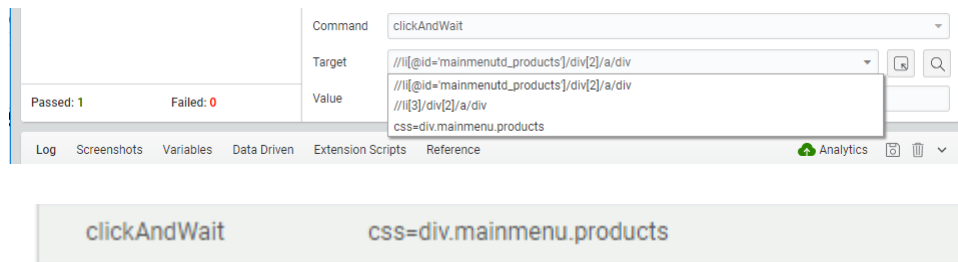 Command clickAndWait
Target //li[@id='mainmenutd_products']/div[2]/a/div
//li[@id='mainmenutd_products']/div[2]/a/div
Passed: 1 Failed: 0 Value //li[3]/div[2]/a/div
css=div.mainmenu.products
Log Screenshots Variables Data Driven Extension Scripts Reference Analytics
clickAndWait css=div.mainmenu.products